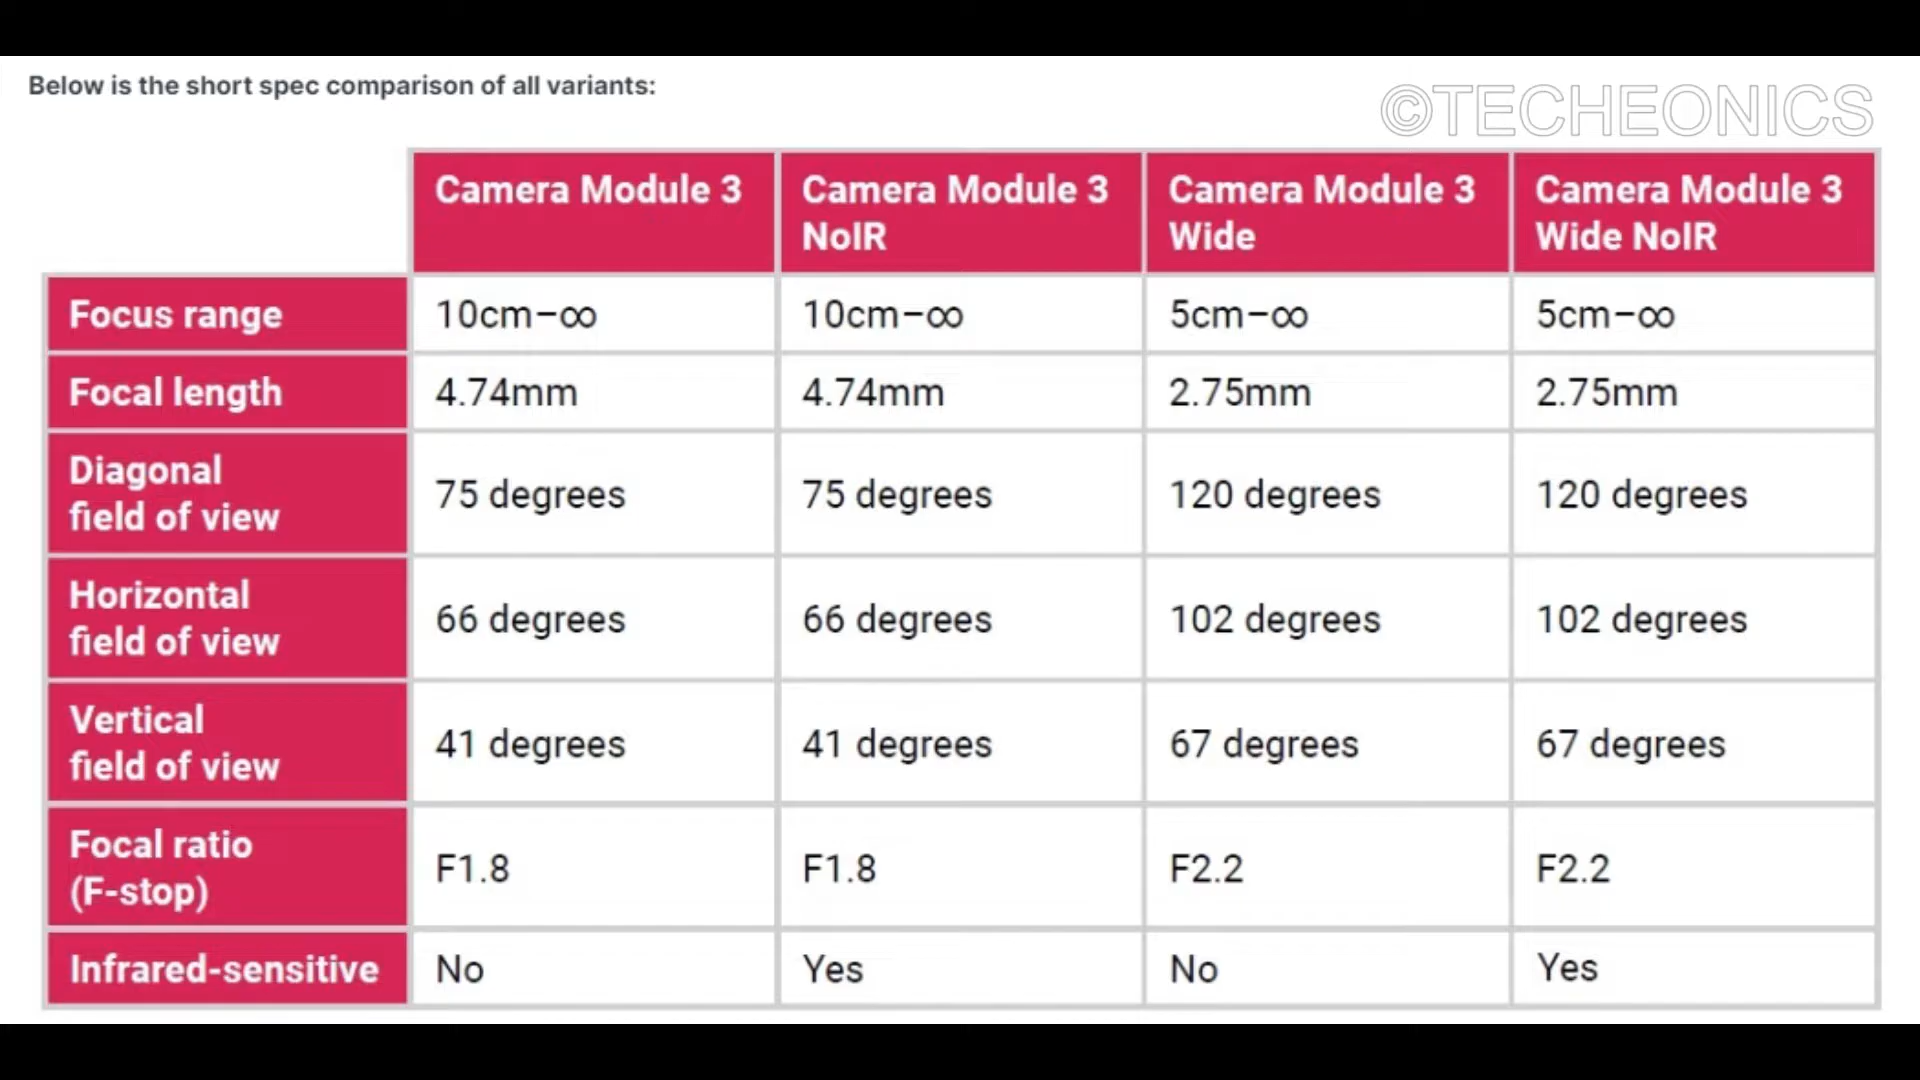 Below is the short spec comparison of all variants:
©TECHEONICS
Camera Module 3
Camera Module 3
NoIR
Camera Module 3
Wide
Camera Module 3
Wide NoIR
Focus range
10cm–∞
10cm–∞
5cm–∞
5cm–∞
Focal length
4.74mm
4.74mm
2.75mm
2.75mm
Diagonal
field of view
75 degrees
75 degrees
120 degrees
120 degrees
Horizontal
field of view
66 degrees
66 degrees
102 degrees
102 degrees
Vertical
field of view
41 degrees
41 degrees
67 degrees
67 degrees
Focal ratio
(F-stop)
F1.8
F1.8
F2.2
F2.2
Infrared-sensitive
No
Yes
No
Yes